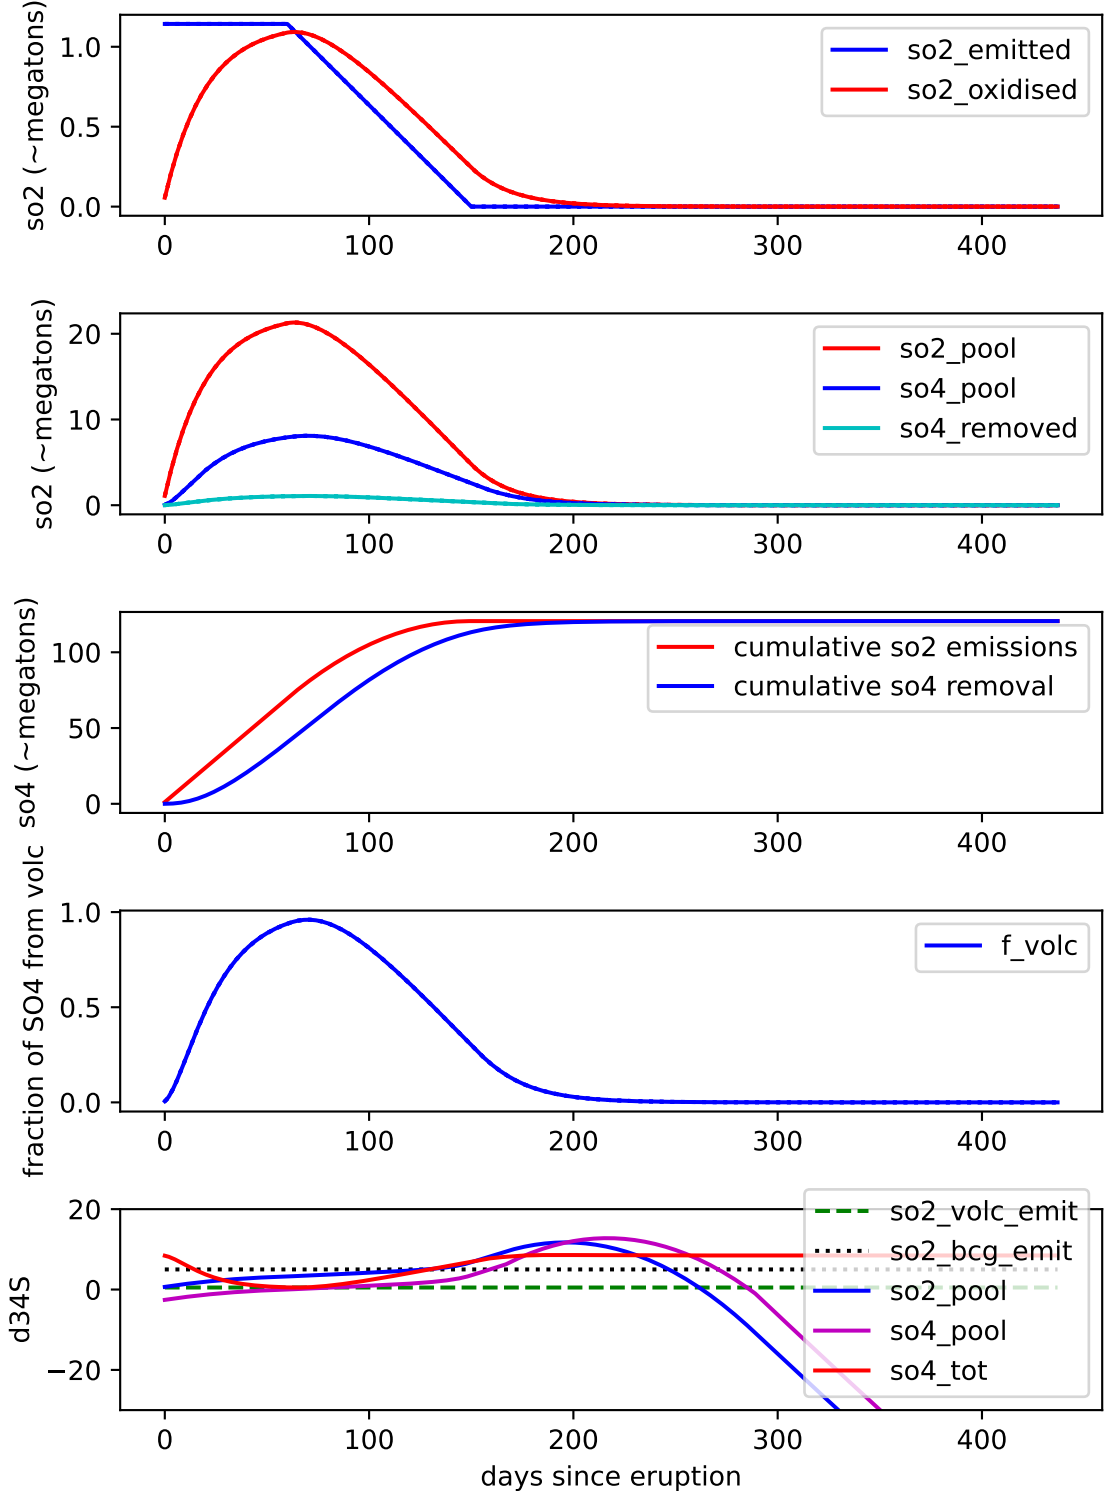 so2 (~megatons)
1.0
0.5
0.0
so2_emitted
so2_oxidised
0 100 200 300 400
so2 (~megatons)
20
10
0
so2_pool
so4_pool
so4_removed
0 100 200 300 400
so4 (~megatons)
100
50
0
cumulative so2 emissions
cumulative so4 removal
0 100 200 300 400
fraction of SO4 from volc
1.0
0.5
0.0
f_volc
0 100 200 300 400
d34S
20
0
−20
so2_volc_emit
so2_bcg_emit
so2_pool
so4_pool
so4_tot
0 100 200 300 400
days since eruption